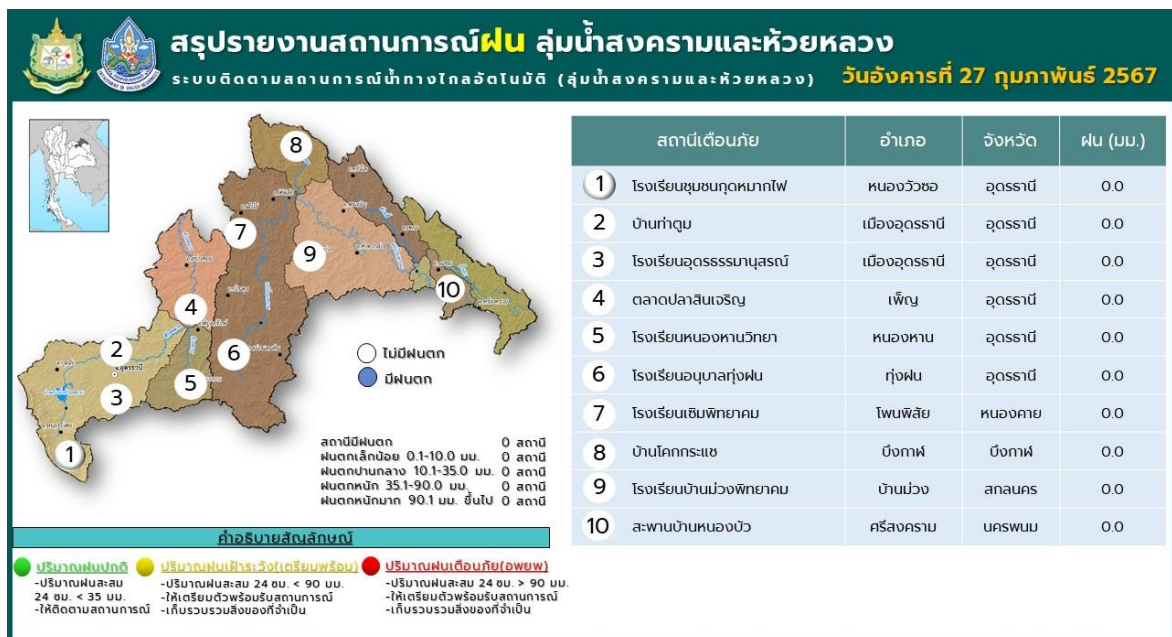 สรุปรายงานสถานการณ์ฝน ลุ่มน้ำสงครามและห้วยหลวง
ระบบติดตามสถานการณ์น้ำทางไกลอัตโนมัติ (ลุ่มน้ำสงครามและห้วยหลวง) วันอังคารที่ 27 กุมภาพันธ์ 2567
8
7
9
10
4
2
อ.อุดรธานี
6
5
3
1
ไม่มีฝนตก
มีฝนตก
สถานีมีฝนตก 0 สถานี
ฝนตกเล็กน้อย 0.1-10.0 มม. 0 สถานี
ฝนตกปานกลาง 10.1-35.0 มม. 0 สถานี
ฝนตกหนัก 35.1-90.0 มม. 0 สถานี
ฝนตกหนักมาก 90.1 มม. ขึ้นไป 0 สถานี
สถานีเตือนภัย อำเภอ จังหวัด ฝน (มม.)
1 โรงเรียนชุมชนกุดหมากไฟ หนองวัวซอ อุดรธานี 0.0
2 บ้านท่าตูม เมืองอุดรธานี อุดรธานี 0.0
3 โรงเรียนอุดรธรรมานุสรณ์ เมืองอุดรธานี อุดรธานี 0.0
4 ตลาดปลาสินเจริญ เพ็ญ อุดรธานี 0.0
5 โรงเรียนหนองหานวิทยา หนองหาน อุดรธานี 0.0
6 โรงเรียนอนุบาลทุ่งฝน ทุ่งฝน อุดรธานี 0.0
7 โรงเรียนเซิมพิทยาคม โพนพิสัย หนองคาย 0.0
8 บ้านโคกกระแซ บึงกาฬ บึงกาฬ 0.0
9 โรงเรียนบ้านม่วงพิทยาคม บ้านม่วง สกลนคร 0.0
10 สะพานบ้านหนองบัว ศรีสงคราม นครพนม 0.0
คำอธิบายสัญลักษณ์
ปริมาณฝนปกติ
-ปริมาณฝนสะสม
24 ชม. < 35 มม.
-ให้ติดตามสถานการณ์
ปริมาณฝนเฝ้าระวัง(เตรียมพร้อม)
-ปริมาณฝนสะสม 24 ชม. < 90 มม.
-ให้เตรียมตัวพร้อมรับสถานการณ์
-เก็บรวบรวมสิ่งของที่จำเป็น
ปริมาณฝนเตือนภัย(อพยพ)
-ปริมาณฝนสะสม 24 ชม. > 90 มม.
-ให้เตรียมตัวพร้อมรับสถานการณ์
-เก็บรวบรวมสิ่งของที่จำเป็น